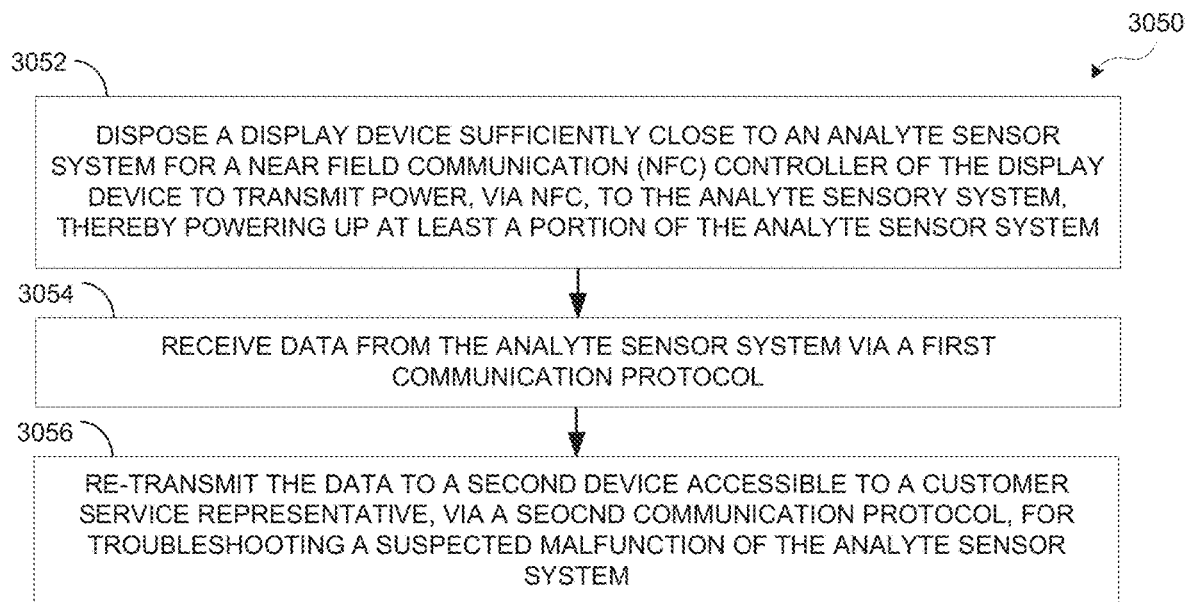 3050
3052
DISPOSE A DISPLAY DEVICE SUFFICIENTLY CLOSE TO AN ANALYTE SENSOR
SYSTEM FOR A NEAR FIELD COMMUNICATION (NFC) CONTROLLER OF THE DISPLAY
DEVICE TO TRANSMIT POWER, VIA NFC, TO THE ANALYTE SENSORY SYSTEM,
THEREBY POWERING UP AT LEAST A PORTION OF THE ANALYTE SENSOR SYSTEM
3054
RECEIVE DATA FROM THE ANALYTE SENSOR SYSTEM VIA A FIRST
COMMUNICATION PROTOCOL
3056
RE-TRANSMIT THE DATA TO A SECOND DEVICE ACCESSIBLE TO A CUSTOMER
SERVICE REPRESENTATIVE, VIA A SEOCND COMMUNICATION PROTOCOL, FOR
TROUBLESHOOTING A SUSPECTED MALFUNCTION OF THE ANALYTE SENSOR
SYSTEM